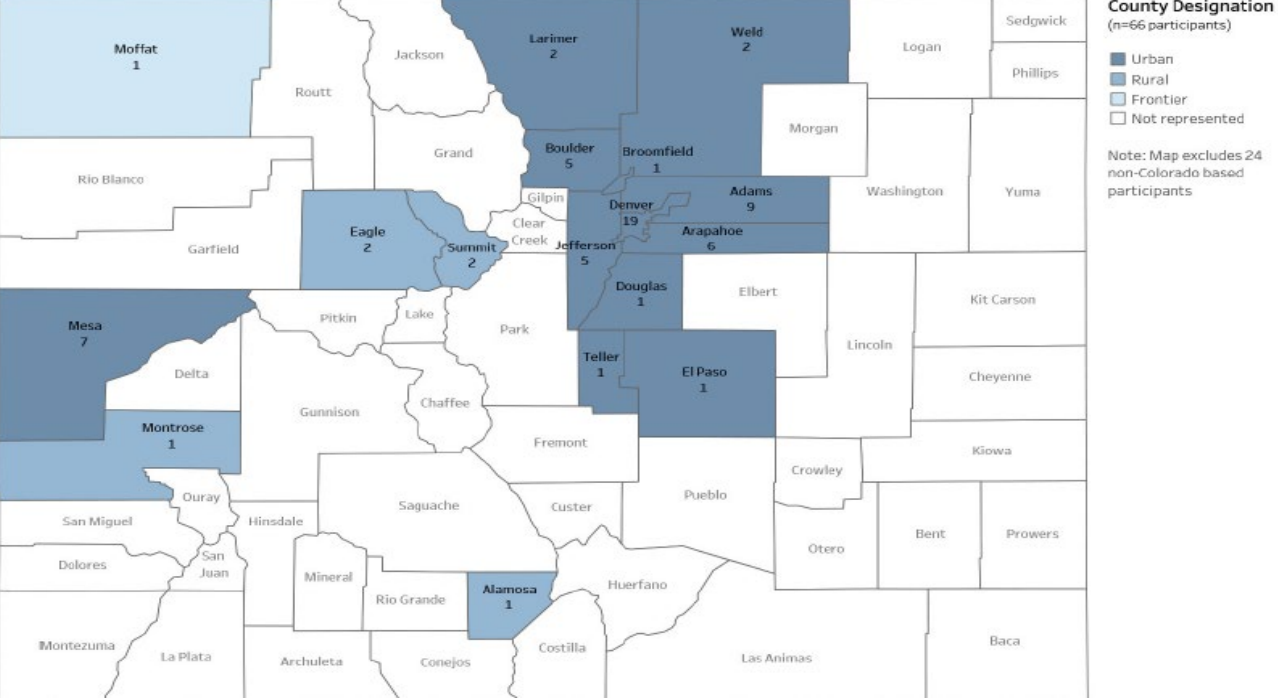 County Designation
(n=66 participants)
Urban
Rural
Frontier
Not represented
Note: Map excludes 24
non-Colorado based
participants
Moffat
1
Routt
Jackson
Larimer
2
Weld
2
Logan
Sedgwick
Phillips
Morgan
Rio Blanco
Grand
Boulder
5
Broomfield
1
Washington
Yuma
Garfield
Eagle
2
Summit
2
Gilpin
Clear
Creek
Jefferson
5
Denver
19
Adams
9
Arapahoe
6
Douglas
1
Elbert
Kit Carson
Mesa
7
Pitkin
Lake
Park
Lincoln
Delta
Teller
1
El Paso
1
Cheyenne
Gunnison
Chaffee
Montrose
1
Fremont
Kiowa
Crowley
Ouray
Saguache
Custer
Pueblo
San Miguel
Hinsdale
Otero
Bent
Prowers
Dolores
San
Juan
Mineral
Rio Grande
Alamosa
1
Huerfano
Montezuma
La Plata
Archuleta
Conejos
Costilla
Las Animas
Baca